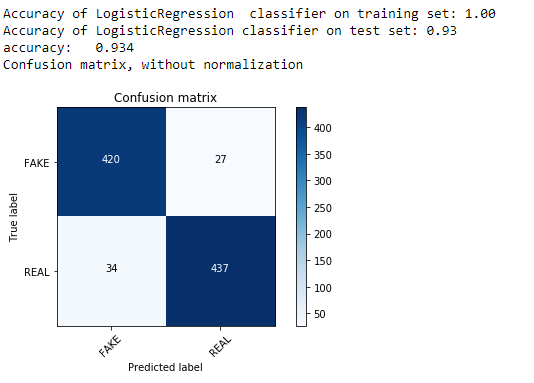 Accuracy of LogisticRegression  classifier on training set: 1.00
Accuracy of LogisticRegression classifier on test set: 0.93
accuracy:   0.934
Confusion matrix, without normalization
Confusion matrix
True label
FAKE
420
27
REAL
34
437
FAKE
REAL
Predicted label
400
350
300
250
200
150
100
50